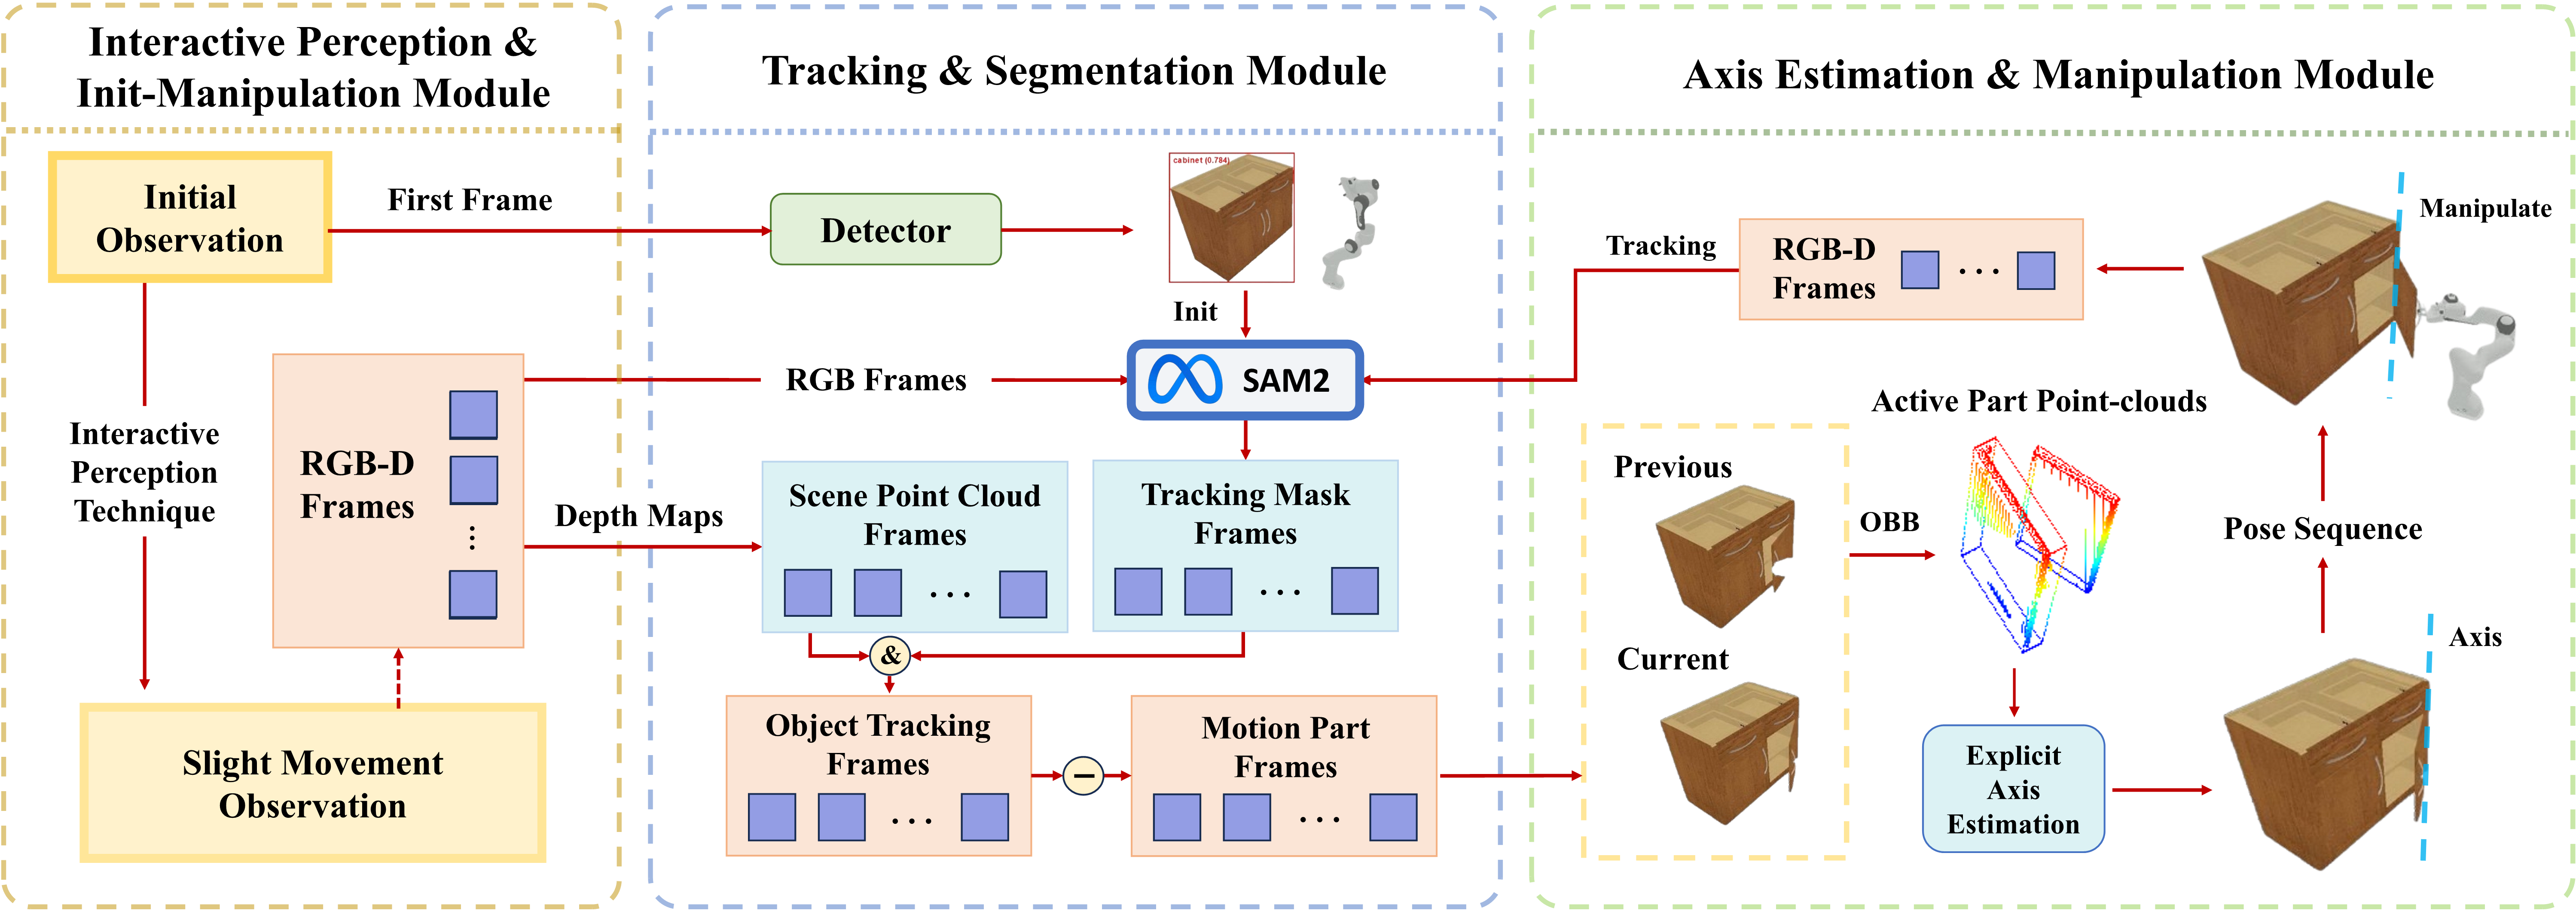 Interactive Perception &
Init-Manipulation Module
Initial
Observation
First Frame
Interactive
Perception
Technique
RGB-D
Frames
Slight Movement
Observation
Tracking & Segmentation Module
Detector
cabinet (0.784)
Init
RGB Frames
SAM2
Depth Maps
Scene Point Cloud
Frames
Tracking Mask
Frames
&
Object Tracking
Frames
−
Motion Part
Frames
Axis Estimation & Manipulation Module
Manipulate
Tracking
RGB-D
Frames
Active Part Point-clouds
Previous
OBB
Pose Sequence
Current
Axis
Explicit
Axis
Estimation